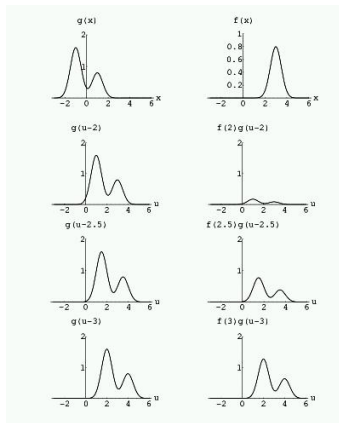 g(x)
2
1
-2 0 2 4 6 x
f(x)
1
0.8
0.6
0.4
0.2
-2 0 2 4 6 x
g(u-2)
2
1
-2 0 2 4 6 u
f(2)g(u-2)
2
1
-2 0 2 4 6 u
g(u-2.5)
2
1
-2 0 2 4 6 u
f(2.5)g(u-2.5)
2
1
-2 0 2 4 6 u
g(u-3)
2
1
-2 0 2 4 6 u
f(3)g(u-3)
2
1
-2 0 2 4 6 u